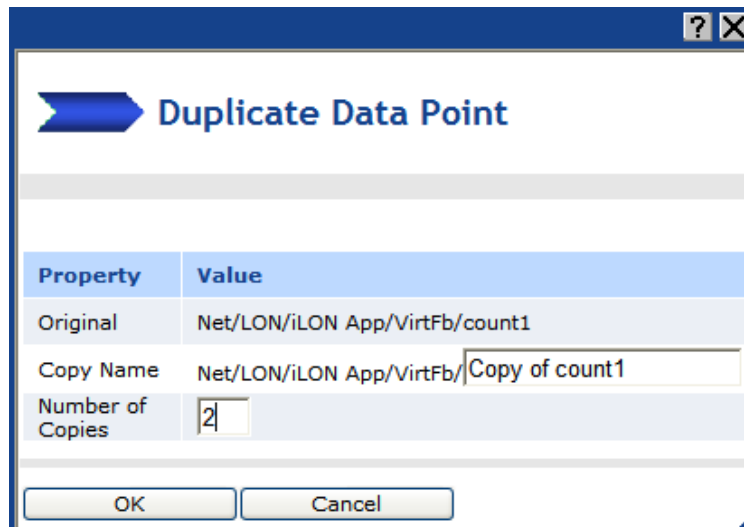 ?
Duplicate Data Point
Property Value
Original Net/LON/iLON App/VirtFb/count1
Copy Name Net/LON/iLON App/VirtFb/Copy of count1
Number of
Copies 2
OK Cancel